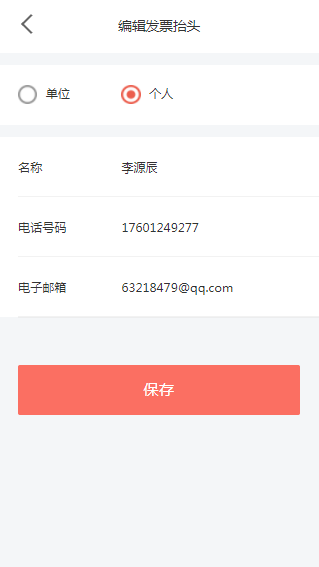 编辑发票抬头
单位 个人
名称 李源辰
电话号码 17601249277
电子邮箱 63218479@qq.com
保存